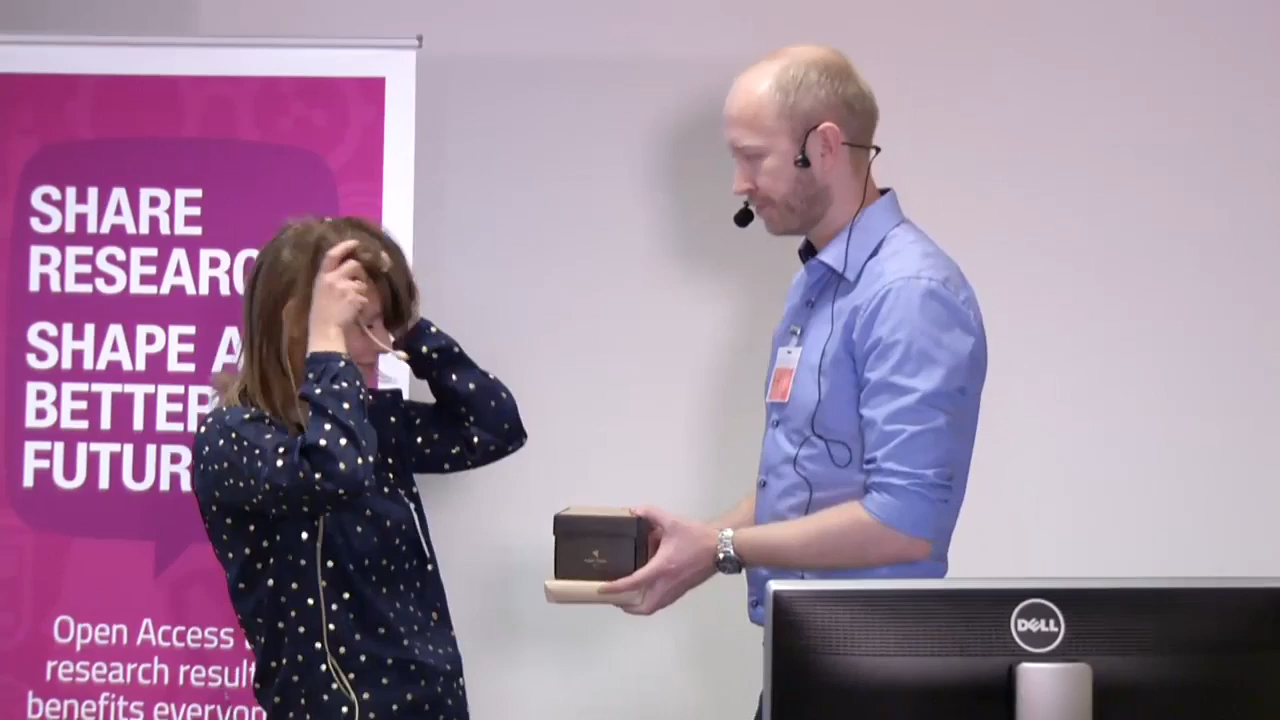 SHARE
RESEARC
SHAPE A
BETTER
FUTUR
Open Access
research result
benefits everyon
DELL